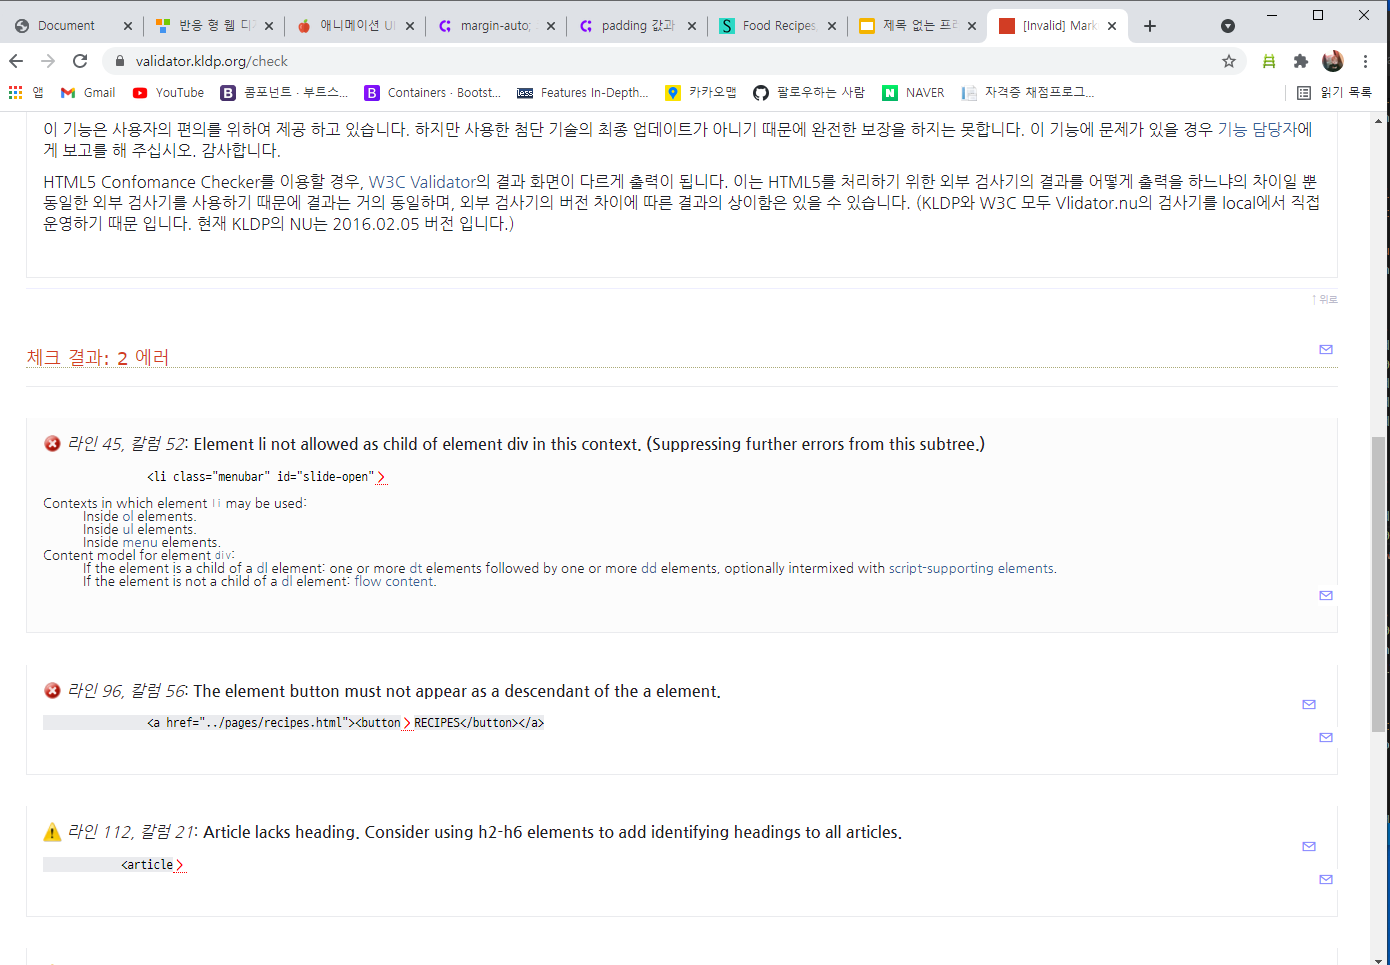 Document
반응 형 웹 디
애니메이션 UI
margin-auto;
padding 값과
Food Recipes
제목 없는 프
[Invalid] Mark
validator.kldp.org/check
앱
Gmail
YouTube
콤포넌트 · 부트스...
Containers · Bootst...
Features In-Depth...
카카오맵
팔로우하는 사람
NAVER
자격증 채점프로그...
읽기 목록
이 기능은 사용자의 편의를 위하여 제공 하고 있습니다. 하지만 사용한 첨단 기술의 최종 업데이트가 아니기 때문에 완전한 보장을 하지는 못합니다. 이 기능에 문제가 있을 경우 기능 담당자에
게 보고를 해 주십시오. 감사합니다.
HTML5 Confomance Checker를 이용할 경우, W3C Validator의 결과 화면이 다르게 출력이 됩니다. 이는 HTML5를 처리하기 위한 외부 검사기의 결과를 어떻게 출력을 하느냐의 차이일 뿐
동일한 외부 검사기를 사용하기 때문에 결과는 거의 동일하며, 외부 검사기의 버전 차이에 따른 결과의 상이함은 있을 수 있습니다. (KLDP와 W3C 모두 Vlidator.nu의 검사기를 local에서 직접
운영하기 때문 입니다. 현재 KLDP의 NU는 2016.02.05 버전 입니다.)
↑ 위로
체크 결과: 2 에러
라인 45, 칼럼 52: Element li not allowed as child of element div in this context. (Suppressing further errors from this subtree.)
<li class="menubar" id="slide-open">
Contexts in which element li may be used:
Inside ol elements.
Inside ul elements.
Inside menu elements.
Content model for element div:
If the element is a child of a dl element: one or more dt elements followed by one or more dd elements, optionally intermixed with script-supporting elements.
If the element is not a child of a dl element: flow content.
라인 96, 칼럼 56: The element button must not appear as a descendant of the a element.
<a href="../pages/recipes.html"><button>RECIPES</button></a>
라인 112, 칼럼 21: Article lacks heading. Consider using h2-h6 elements to add identifying headings to all articles.
<article>